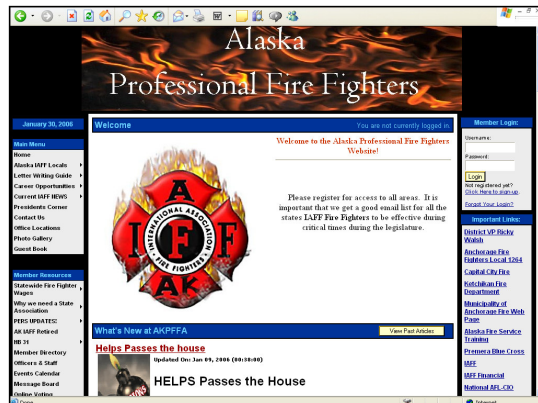 Alaska
Professional Fire Fighters
January 30, 2006
Main Menu
Home
Alaska IAFF Locals
Letter Writing Guide
Career Opportunities
Current IAFF NEWS
Presidents Corner
Contact Us
Office Locations
Photo Gallery
Guest Book
Member Resources
Statewide Fire Fighter
Wages
Why we need a State
Association
PERS UPDATES!
AK IAFF Retired
HB 31
Member Directory
Officers & Staff
Events Calendar
Message Board
Online Voting
Welcome
You are not currently logged in
Welcome to the Alaska Professional Fire Fighters
Website!
Please register for access to all areas. It is
important that we get a good email list for all the
states IAFF Fire Fighters to be effective during
critical times during the legislature.
A
INTERNATIONAL ASSOCIATION
I
F
F
FIRE FIGHTERS
AK
What's New at AKPFFA
View Past Articles
Helps Passes the house
Updated On: Jan 09, 2006 (00:38:00)
HELPS Passes the House
Member Login:
Username:
Password:
Login
Not registered yet?
Click Here to sign-up.
Forgot Your Login?
Important Links:
District VP Ricky
Walsh
Anchorage Fire
Fighters Local 1264
Capital City Fire
Ketchikan Fire
Department
Municipality of
Anchorage Fire Web
Page
Alaska Fire Service
Training
Premera Blue Cross
IAFF
IAFF Financial
National AFL-CIO
Done
Internet